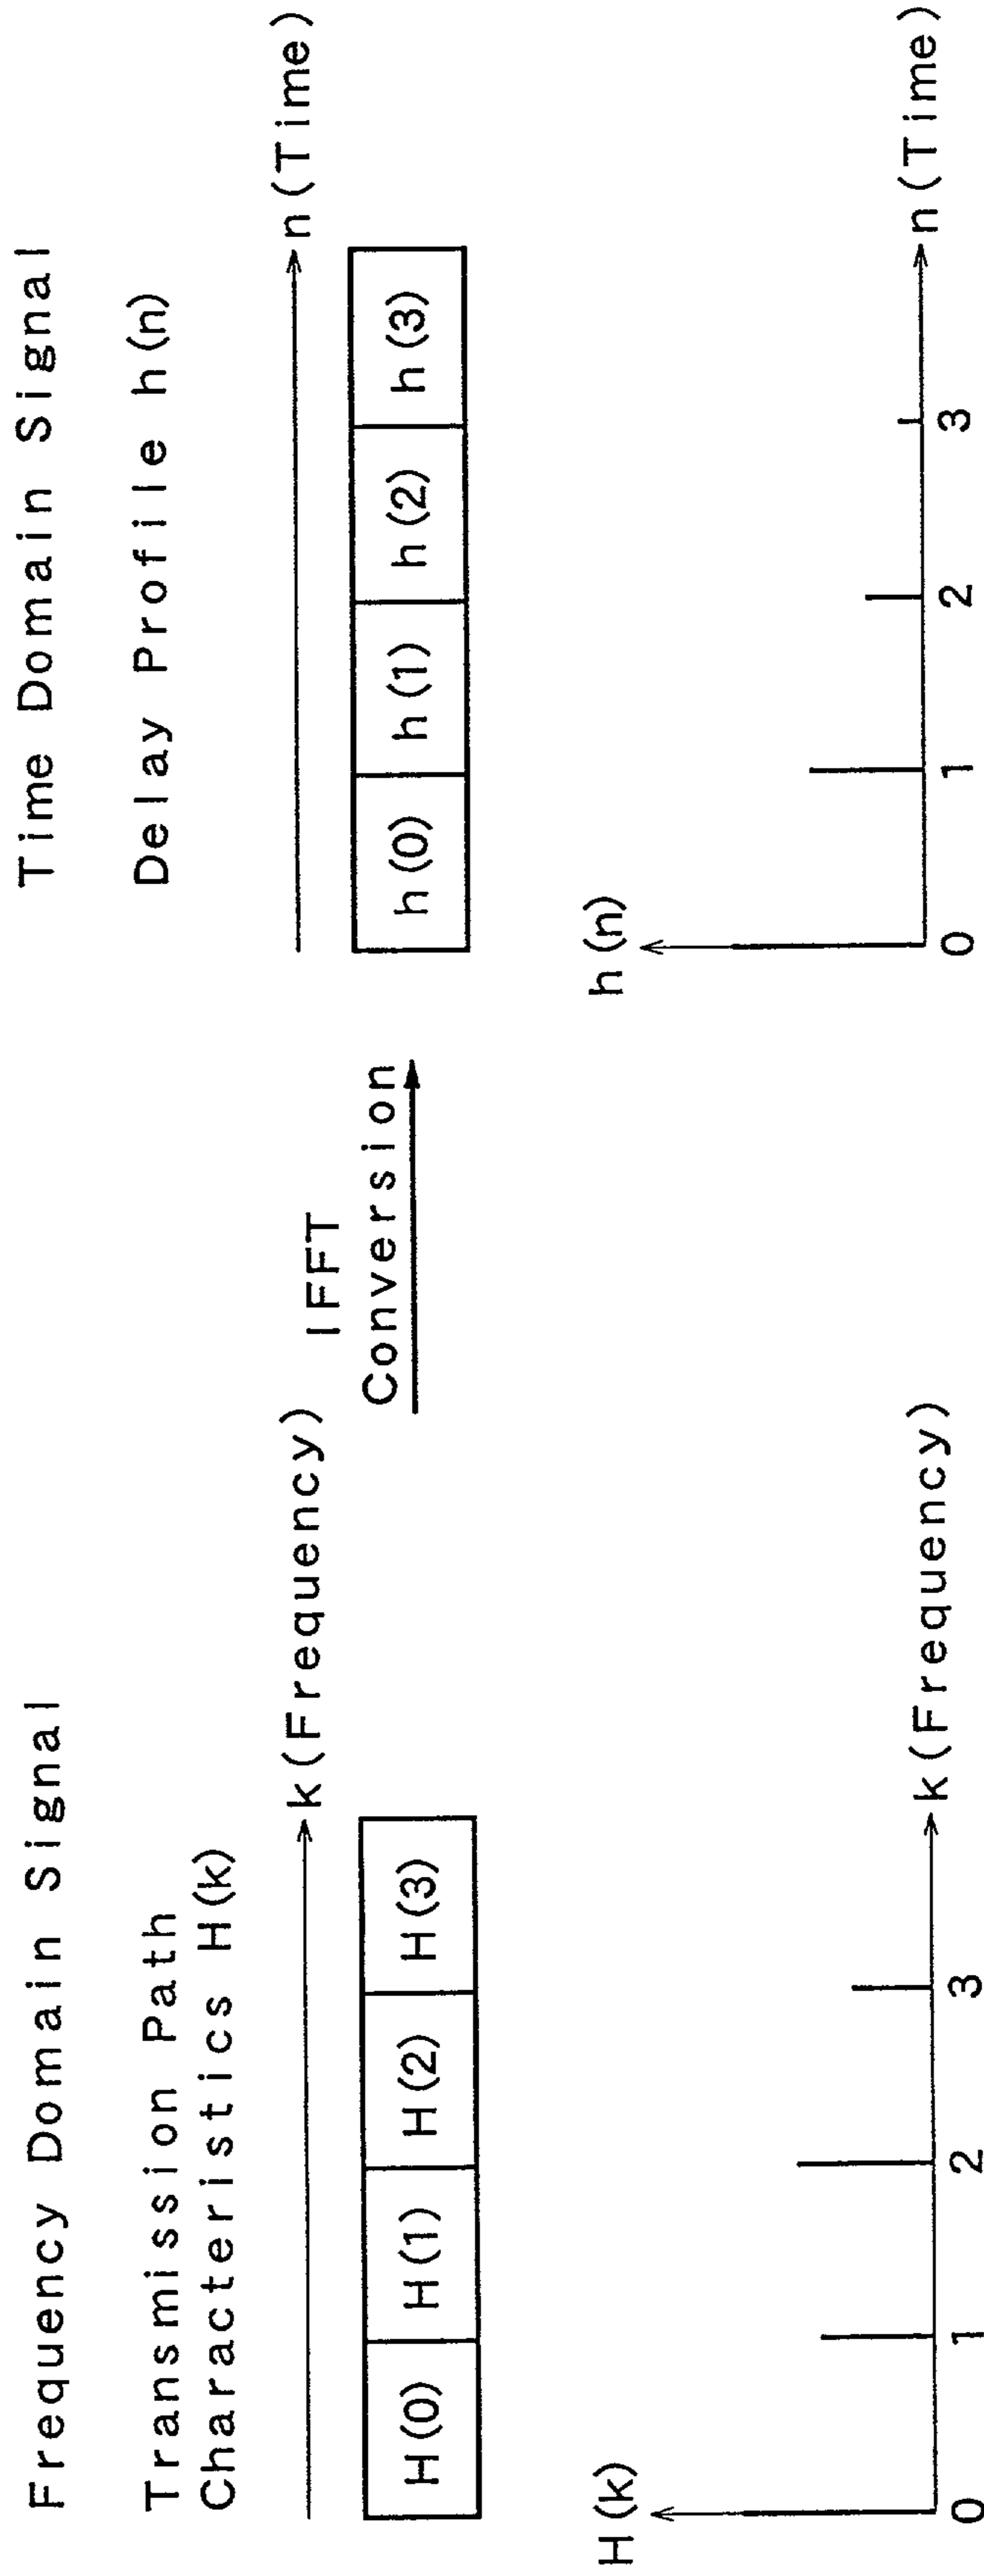 Frequency Domain Signal
Transmission Path
Characteristics H(k)
k(Frequency)
H(0) H(1) H(2) H(3)
H(k)
0 1 2 3
k(Frequency)
IFFT
Conversion
Time Domain Signal
Delay Profile h(n)
n(Time)
h(0) h(1) h(2) h(3)
h(n)
0 1 2 3
n(Time)